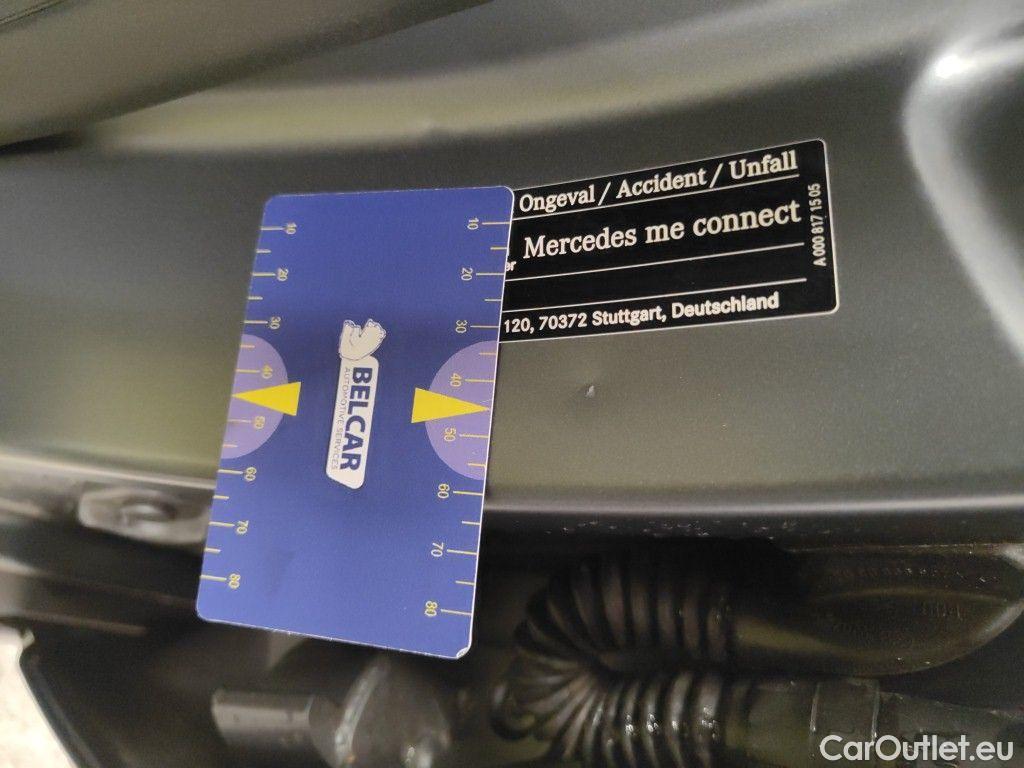 Ongeval / Accident / Unfall
Mercedes me connect
er
120, 70372 Stuttgart, Deutschland
A 000 817 15 05
10 20 30 40 50 60 70 80
BELCAR
AUTOMOTIVE SERVICES
10 20 30 40 50 60 70 80
CarOutlet.eu